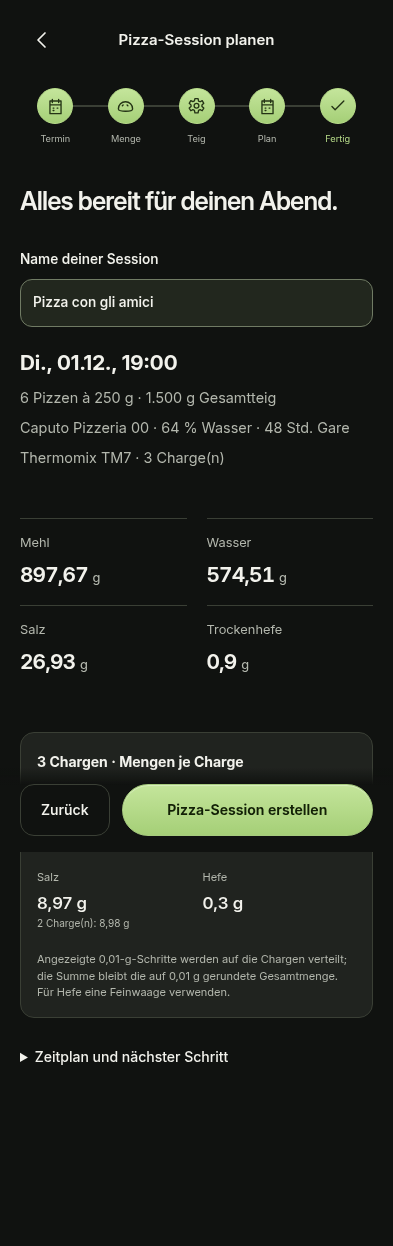 Pizza-Session planen
Termin
Menge
Teig
Plan
Fertig
Alles bereit für deinen Abend.
Name deiner Session
Pizza con gli amici
Di., 01.12., 19:00
6 Pizzen à 250 g · 1.500 g Gesamtteig
Caputo Pizzeria 00 · 64 % Wasser · 48 Std. Gare
Thermomix TM7 · 3 Charge(n)
Mehl
897,67 g
Wasser
574,51 g
Salz
26,93 g
Trockenhefe
0,9 g
3 Chargen · Mengen je Charge
Zurück
Pizza-Session erstellen
Salz
8,97 g
2 Charge(n): 8,98 g
Hefe
0,3 g
Angezeigte 0,01-g-Schritte werden auf die Chargen verteilt;
die Summe bleibt die auf 0,01 g gerundete Gesamtmenge.
Für Hefe eine Feinwaage verwenden.
Zeitplan und nächster Schritt